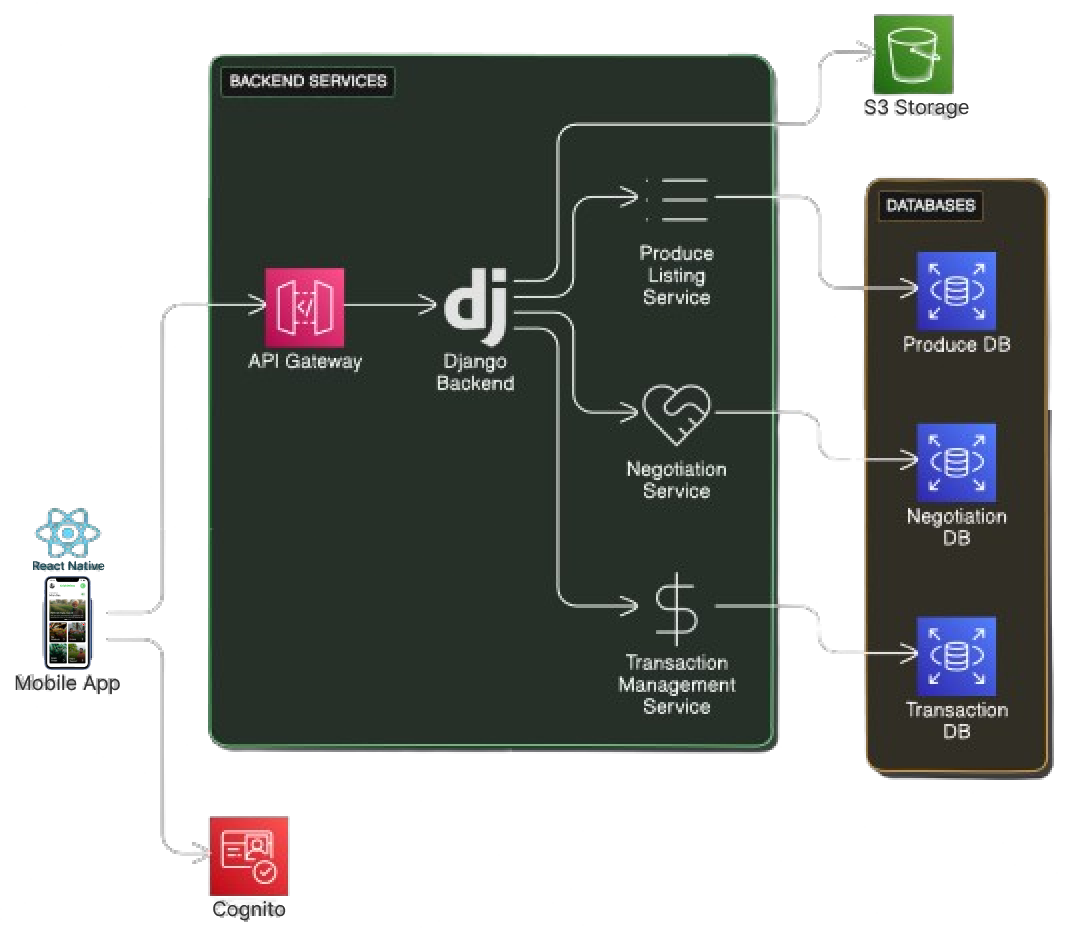 S3 Storage
BACKEND SERVICES
DATABASES
Produce
Listing
Service
Produce DB
API Gateway
dj
Django
Backend
Negotiation
Service
Negotiation
DB
React Native
Mobile App
Transaction
Management
Service
Transaction
DB
Cognito